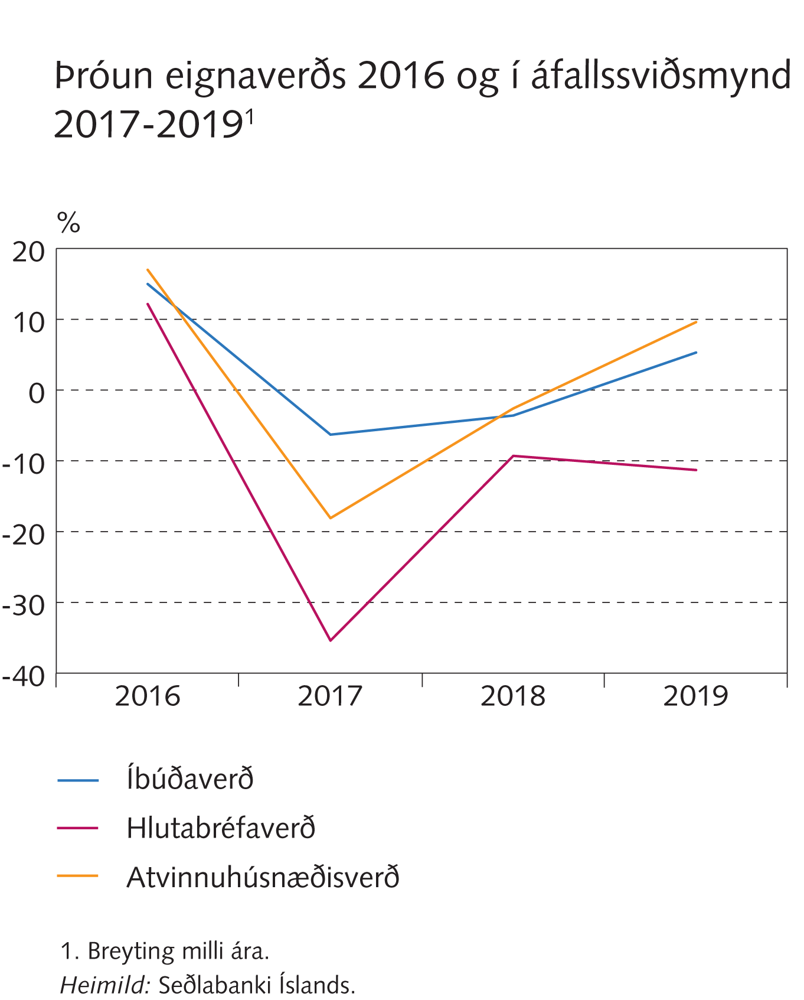 Þróun eignaverðs 2016 og í áfallssviðsmynd
2017-2019¹
%
20
10
0
-10
-20
-30
-40
2016 2017 2018 2019
Íbúðaverð
Hlutabréfaverð
Atvinnuhúsnæðisverð
1. Breyting milli ára.
Heimild: Seðlabanki Íslands.